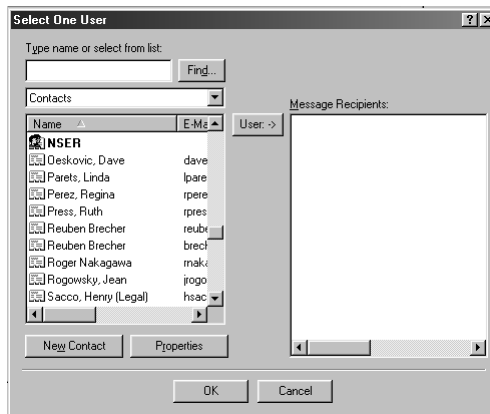 Select One User
Type name or select from list:
Find...
Contacts
Message Recipients:
Name E-Ma
User: ->
NSER
Oeskovic, Dave dave
Parets, Linda lpare
Perez, Regina rpere
Press, Ruth rpres
Reuben Brecher reube
Reuben Brecher brech
Roger Nakagawa rnaka
Rogowsky, Jean jrogo
Sacco, Henry (Legal) hsac
New Contact Properties
OK Cancel